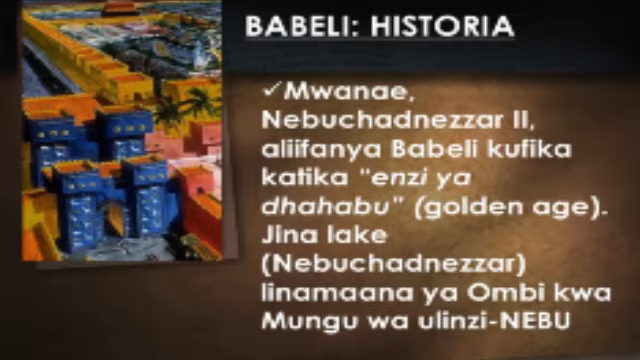 BABELI: HISTORIA
✓Mwanae,
Nebuchadnezzar II,
aliifanya Babeli kufika
katika "enzi ya
dhahabu" (golden age).
Jina lake
(Nebuchadnezzar)
linamaana ya Ombi kwa
Mungu wa ulinzi-NEBU